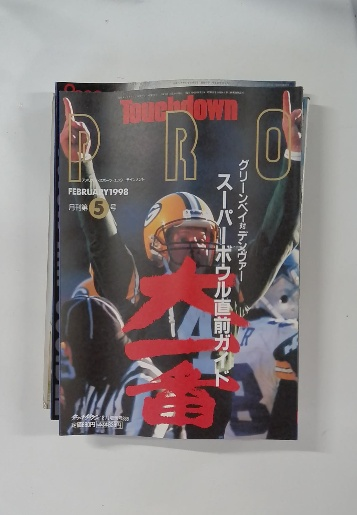 Touchdown
PRO
FEBRUARY 1998
月刊第5号
グリーンベイ対デンヴァー
スーパーボウル直前ガイド
大一番